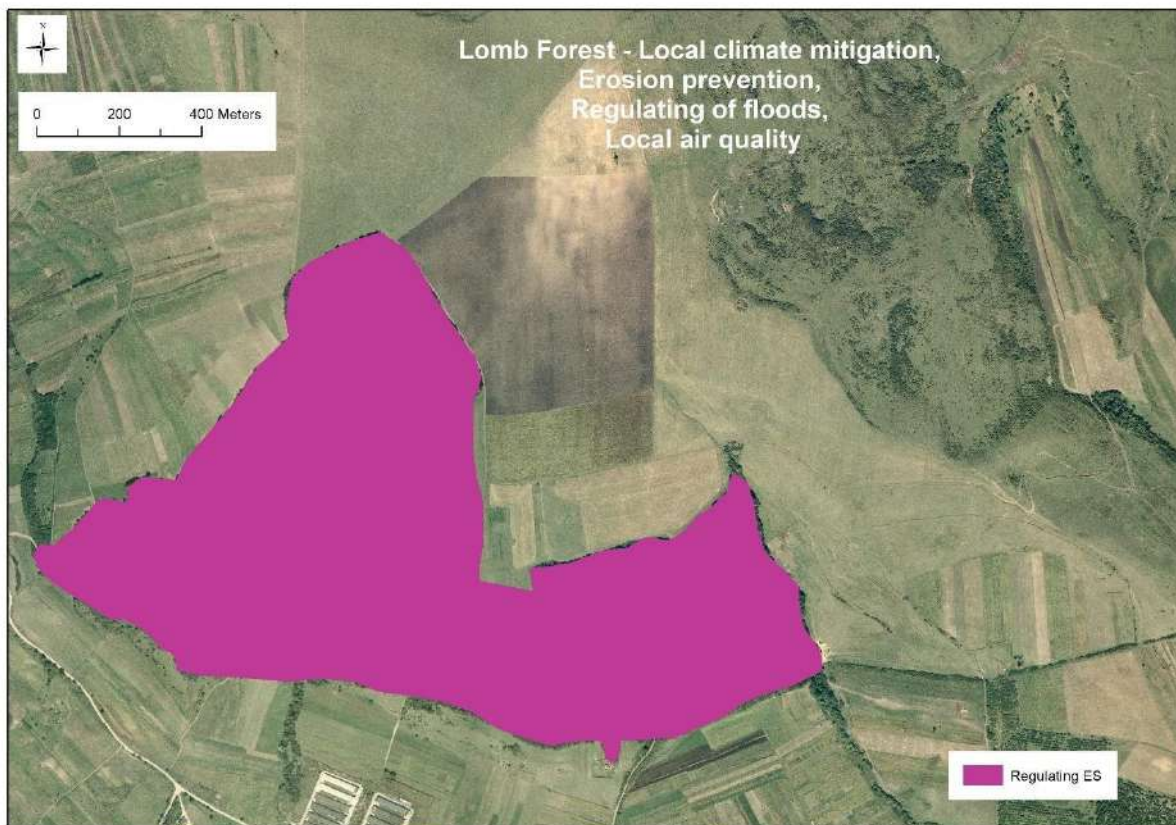 N
Lomb Forest - Local climate mitigation,
Erosion prevention,
Regulating of floods,
Local air quality
0 200 400 Meters
Regulating ES